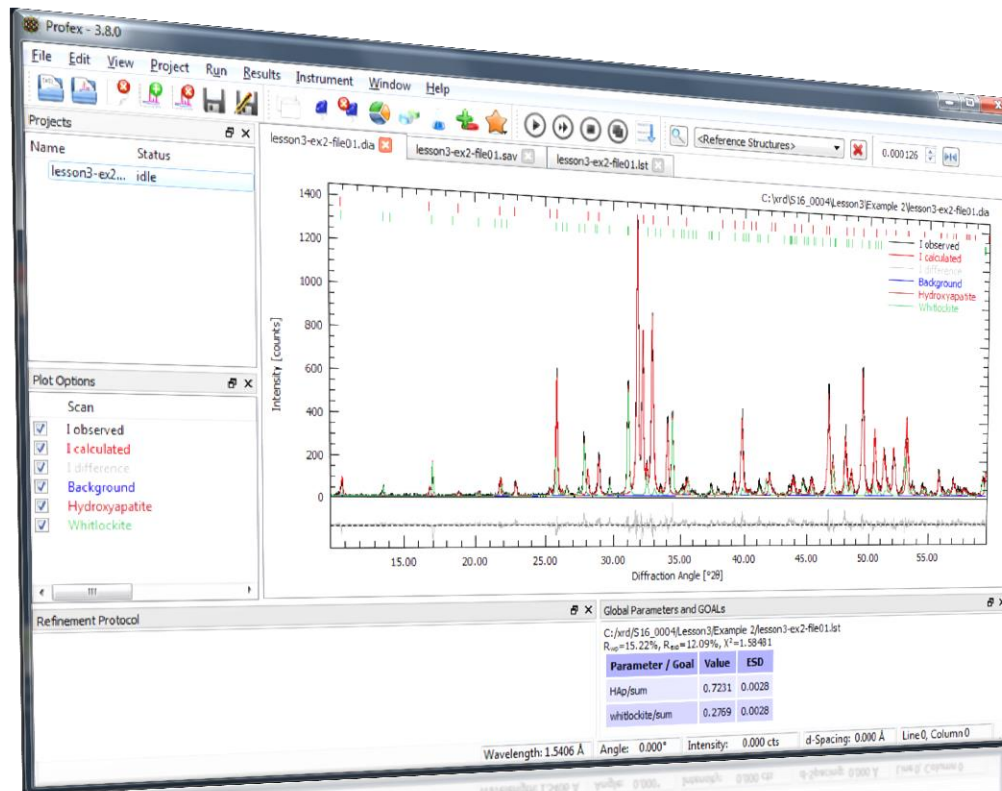 Profex - 3.8.0
File Edit View Project Run Results Instrument Window Help
<Reference Structures> 0.000126
Projects
Name Status
lesson3-ex2... idle
lesson3-ex2-file01.dia lesson3-ex2-file01.sav lesson3-ex2-file01.lst
C:\xrd\S16_0004\Lesson3\Example 2\lesson3-ex2-file01.dia
I observed
I calculated
I difference
Background
Hydroxyapatite
Whitlockite
1400
1200
1000
800
600
400
200
0
Intensity [counts]
15.00 20.00 25.00 30.00 35.00 40.00 45.00 50.00 55.00
Diffraction Angle [°2θ]
Plot Options
Scan
I observed
I calculated
I difference
Background
Hydroxyapatite
Whitlockite
Refinement Protocol
Global Parameters and GOALs
C:/xrd/S16_0004/Lesson3/Example 2/lesson3-ex2-file01.lst
=15.22%, =12.09%, X²=1.58481
Parameter / Goal Value ESD
HAp/sum 0.7231 0.0028
whitlockite/sum 0.2769 0.0028
Wavelength: 1.5406 Å Angle: 0.000° Intensity: 0.000 cts d-Spacing: 0.000 Å Line 0, Column 0